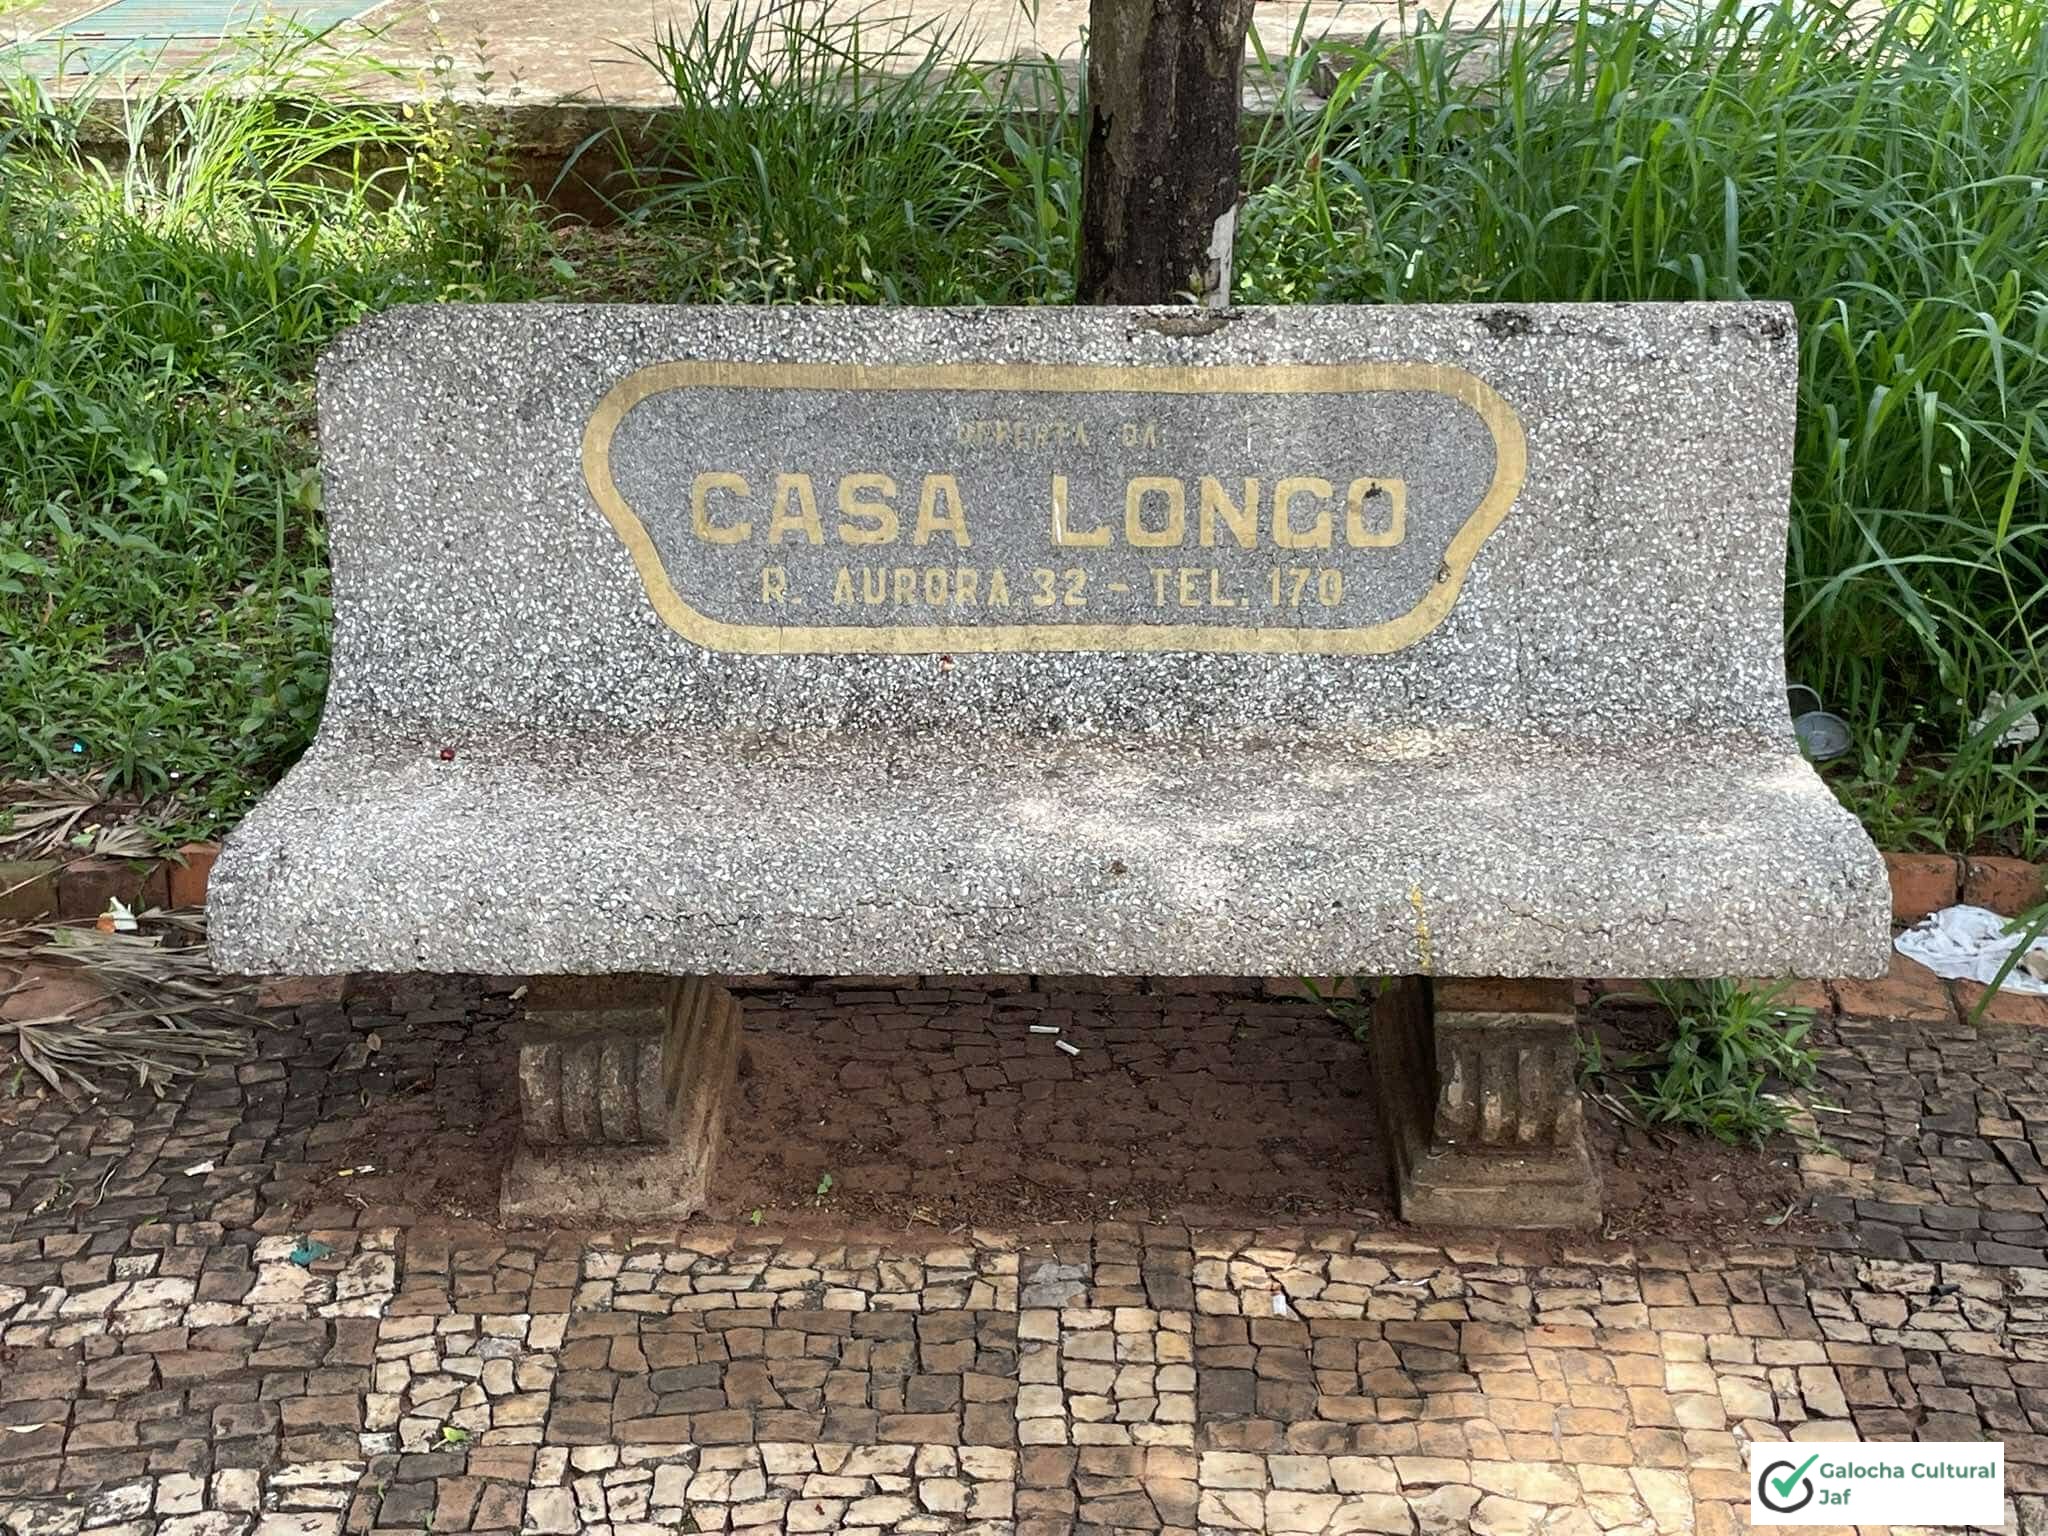 OFFERTA DA
CASA LONGO
R. AURORA 32 - TEL. 170
Galocha Cultural
Jaf